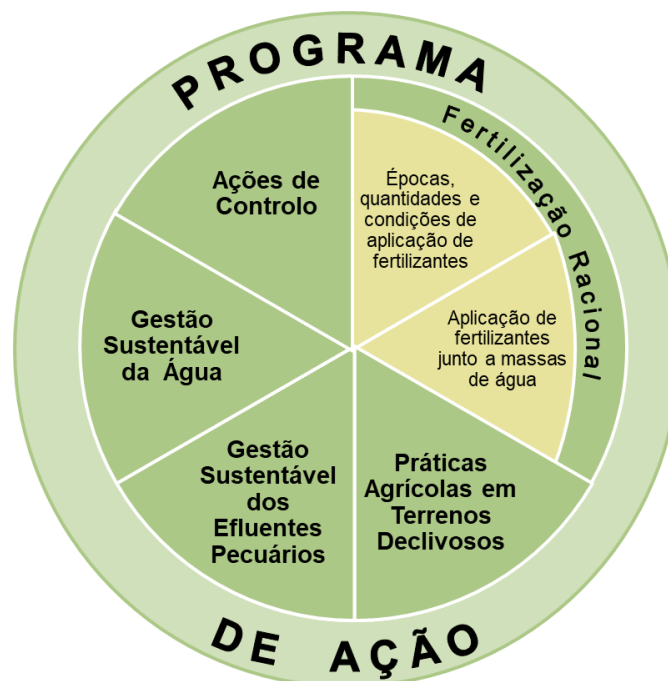 PROGRAMA
Fertilização Racional
Épocas,
quantidades e
condições de
aplicação de
fertilizantes
Aplicação de
fertilizantes
junto a massas
de água
Práticas
Agrícolas em
Terrenos
Declivosos
Gestão
Sustentável
dos
Efluentes
Pecuários
Gestão
Sustentável
da Água
Ações de
Controlo
DE AÇÃO